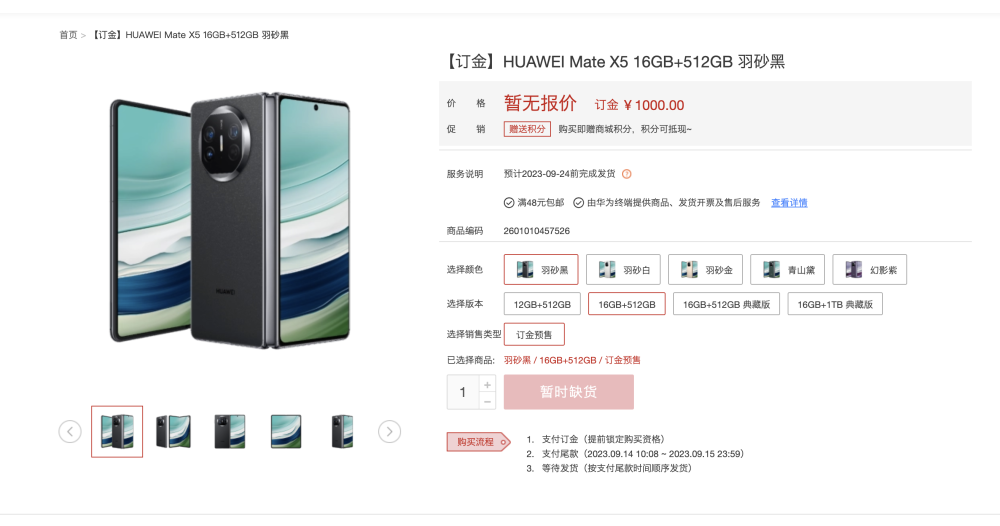 首页 > 【订金】HUAWEI Mate X5 16GB+512GB 羽砂黑
【订金】HUAWEI Mate X5 16GB+512GB 羽砂黑
价 格 暂无报价 订金 ¥1000.00
促 销 赠送积分 购买即赠商城积分，积分可抵现~
服务说明 预计2023-09-24前完成发货 ?
满48元包邮 由华为终端提供商品、发货开票及售后服务 查看详情
商品编码 2601010457526
选择颜色 羽砂黑 羽砂白 羽砂金 青山黛 幻影紫
选择版本 12GB+512GB 16GB+512GB 16GB+512GB 典藏版 16GB+1TB 典藏版
选择销售类型 订金预售
已选择商品: 羽砂黑 / 16GB+512GB / 订金预售
1 + − 暂时缺货
购买流程 1. 支付订金（提前锁定购买资格）
2. 支付尾款（2023.09.14 10:08 ~ 2023.09.15 23:59）
3. 等待发货（按支付尾款时间顺序发货）
HUAWEI